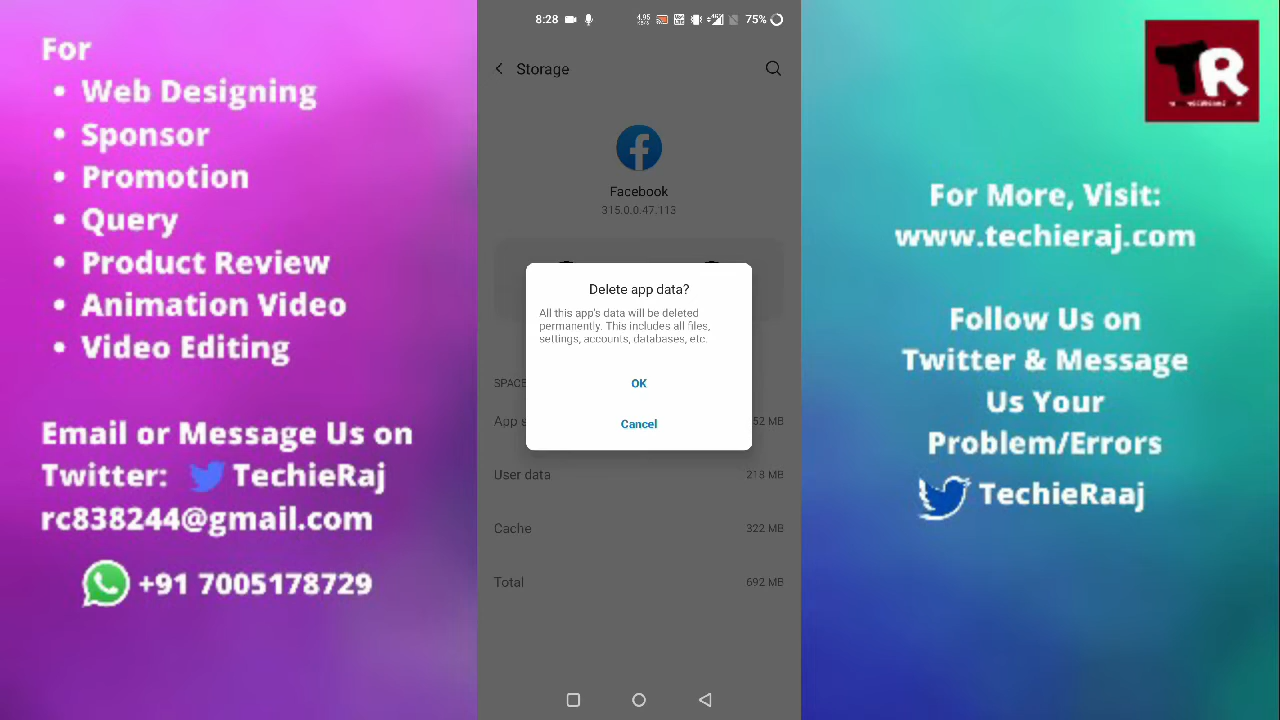 For
• Web Designing
• Sponsor
• Promotion
• Query
• Product Review
• Animation Video
• Video Editing
Email or Message Us on
Twitter: TechieRaj
rc838244@gmail.com
+91 7005178729
8:28
75%
Storage
Facebook
315.0.0.47.113
Delete app data?
All this app's data will be deleted
permanently. This includes all files,
settings, accounts, databases, etc.
OK
Cancel
SPACE
App s
52 MB
User data 218 MB
Cache 322 MB
Total 692 MB
TR
For More, Visit:
www.techieraj.com
Follow Us on
Twitter & Message
Us Your
Problem/Errors
TechieRaaj